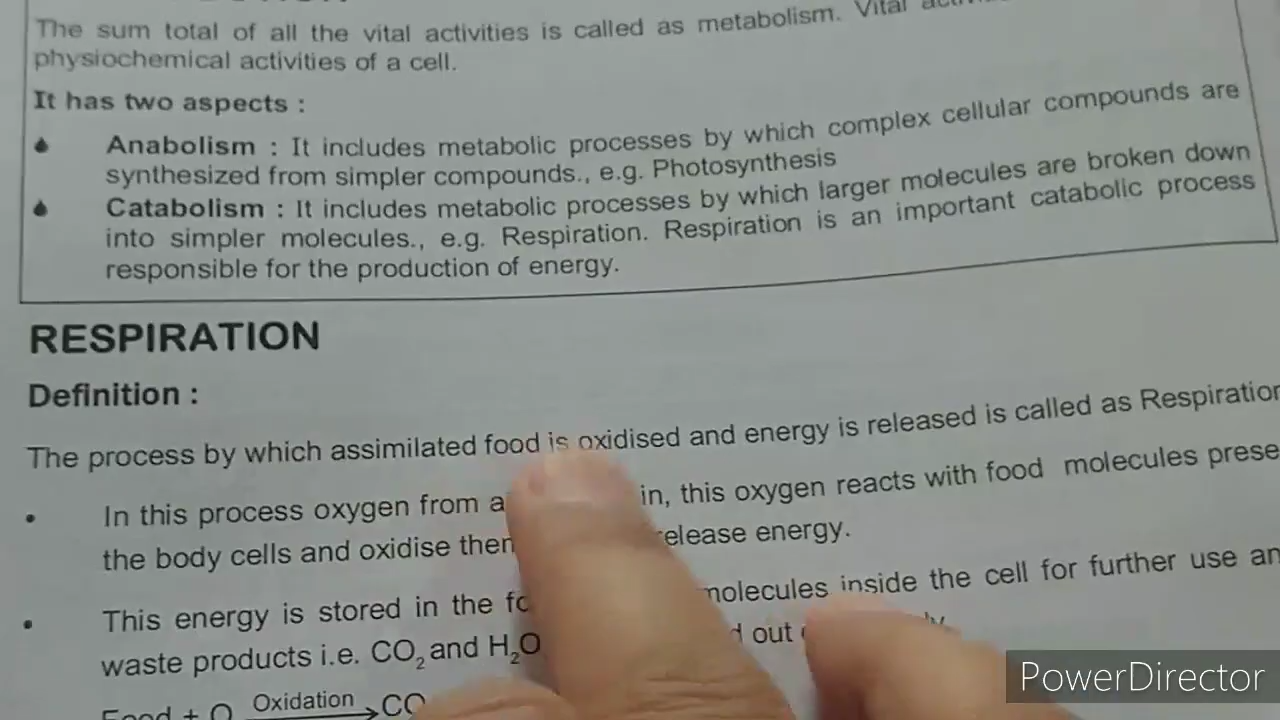 The sum total of all the vital activities is called as metabolism. Vital
physiochemical activities of a cell.
It has two aspects :
Anabolism : It includes metabolic processes by which complex cellular compounds are
synthesized from simpler compounds., e.g. Photosynthesis
Catabolism : It includes metabolic processes by which larger molecules are broken down
into simpler molecules., e.g. Respiration. Respiration is an important catabolic process
responsible for the production of energy.
RESPIRATION
Definition :
The process by which assimilated food is oxidised and energy is released is called as Respiration
• In this process oxygen from in, this oxygen reacts with food molecules
the body cells and oxidise release energy.
• This energy is stored in the molecules inside the cell for further use
waste products i.e. CO₂ and H₂O out
Food + O Oxidation
PowerDirector